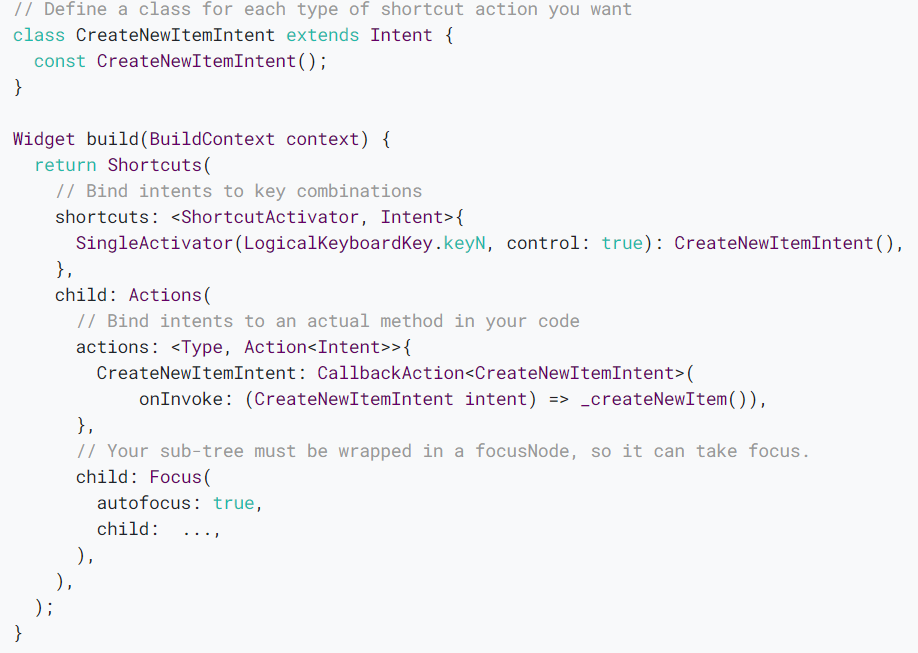 // Define a class for each type of shortcut action you want
class CreateNewItemIntent extends Intent {
  const CreateNewItemIntent();
}

Widget build(BuildContext context) {
  return Shortcuts(
    // Bind intents to key combinations
    shortcuts: <ShortcutActivator, Intent>{
      SingleActivator(LogicalKeyboardKey.keyN, control: true): CreateNewItemIntent(),
    },
    child: Actions(
      // Bind intents to an actual method in your code
      actions: <Type, Action<Intent>>{
        CreateNewItemIntent: CallbackAction<CreateNewItemIntent>(
            onInvoke: (CreateNewItemIntent intent) => _createNewItem()),
      },
      // Your sub-tree must be wrapped in a focusNode, so it can take focus.
      child: Focus(
        autofocus: true,
        child:  ...,
      ),
    ),
  );
}